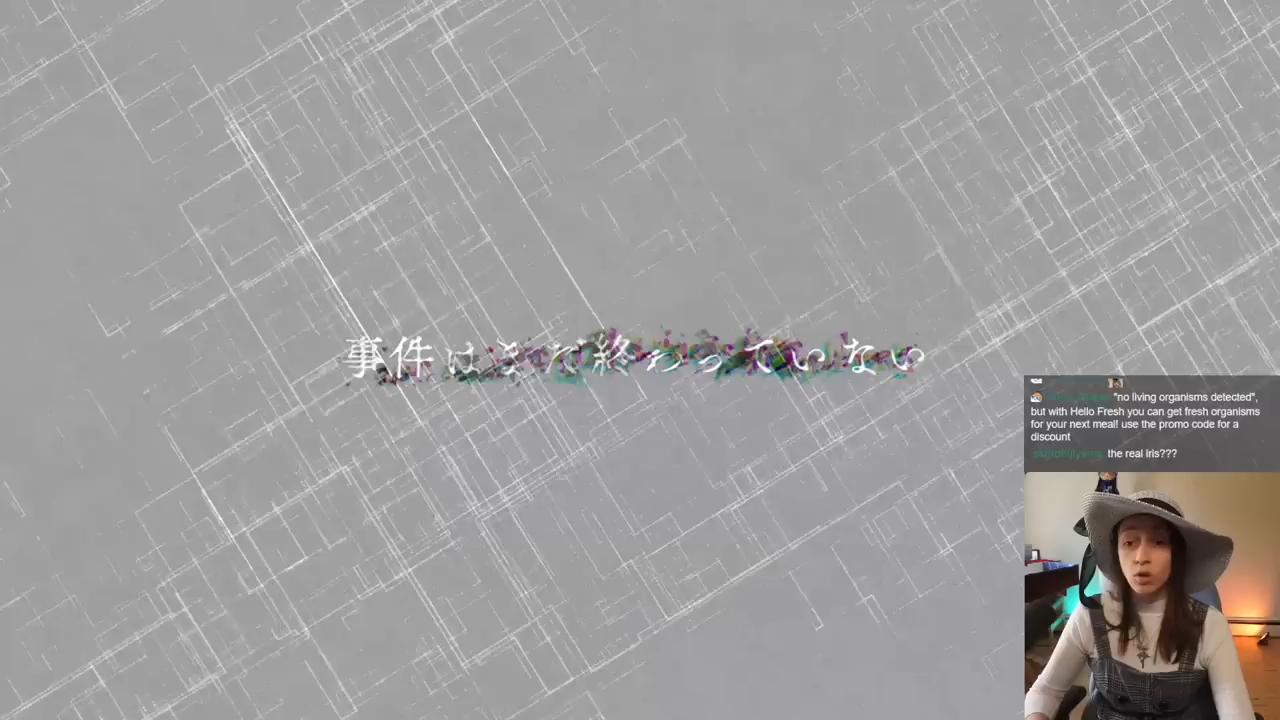 事件はまだ終わっていない
"no living organisms detected",
but with Hello Fresh you can get fresh organisms
for your next meal! use the promo code for a
discount
the real iris???